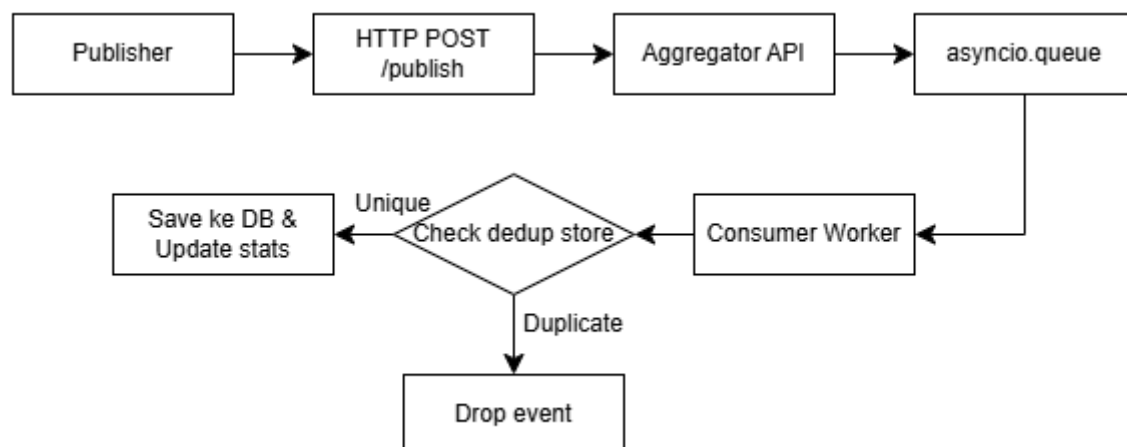 Publisher
HTTP POST
/publish
Aggregator API
asyncio.queue
Consumer Worker
Check dedup store
Unique
Save ke DB &
Update stats
Duplicate
Drop event